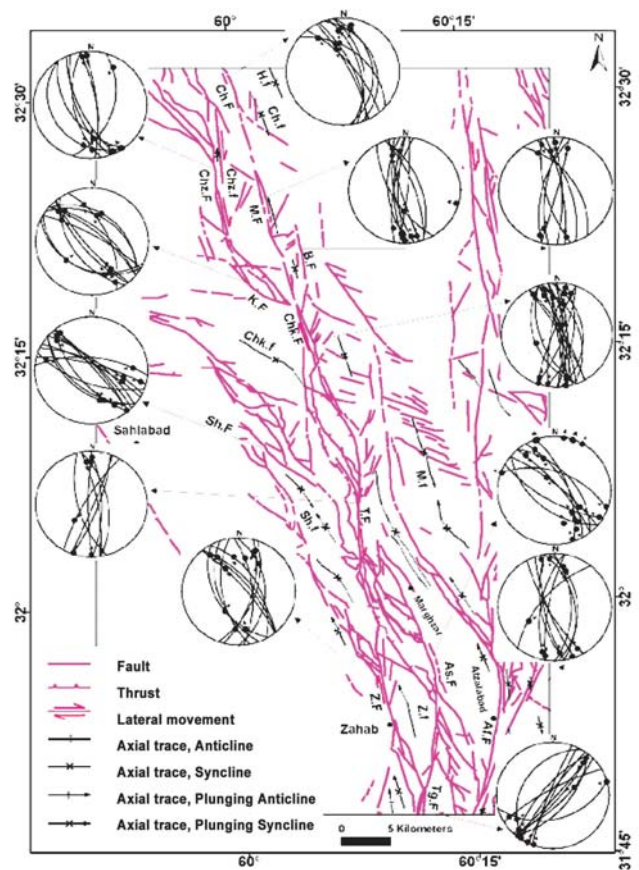 60°
60°15'
N
N
N
32°30'
32°30'
H.f
Ch.F
Ch.f
N
N
Chz.F
Chz.f
M.F
N
B.F
K.F
N
Chk.F
Chk.f
32°15'
32°15'
N
Sahlabad
Sh.F
M.f
N
N
Sh.f
T.F
N
N
32°
32°
Marghzar
As.F
Afzalabad
Z.F
Z.f
Zahab
Af.F
Tg.F
N
Fault
Thrust
Lateral movement
Axial trace, Anticline
Axial trace, Syncline
Axial trace, Plunging Anticline
Axial trace, Plunging Syncline
0 5 Kilometers
31°45'
60°
60°15'